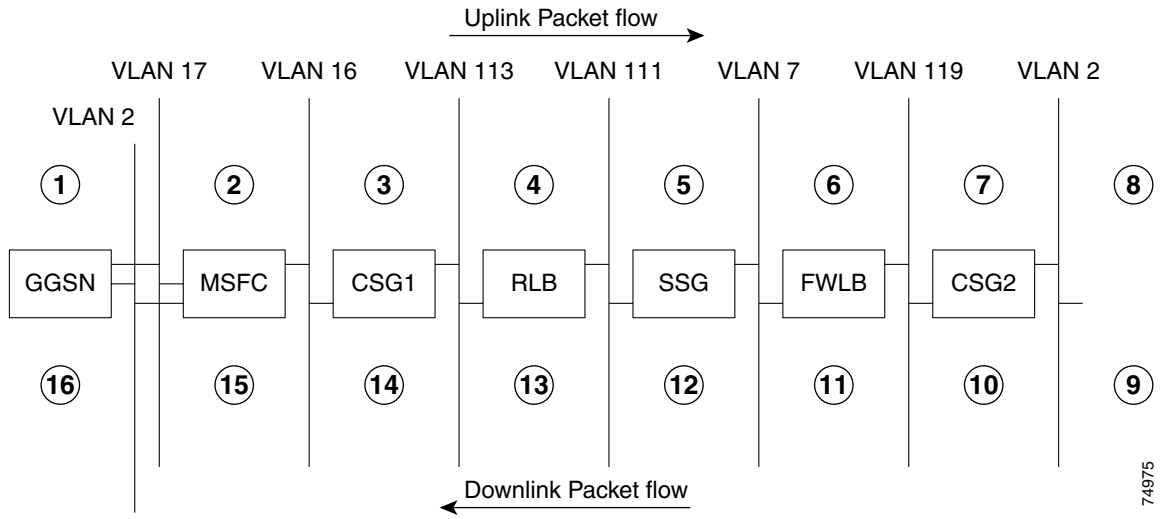 Uplink Packet flow
VLAN 17 VLAN 16 VLAN 113 VLAN 111 VLAN 7 VLAN 119 VLAN 2
VLAN 2
1 2 3 4 5 6 7 8
GGSN MSFC CSG1 RLB SSG FWLB CSG2
16 15 14 13 12 11 10 9
Downlink Packet flow
74975